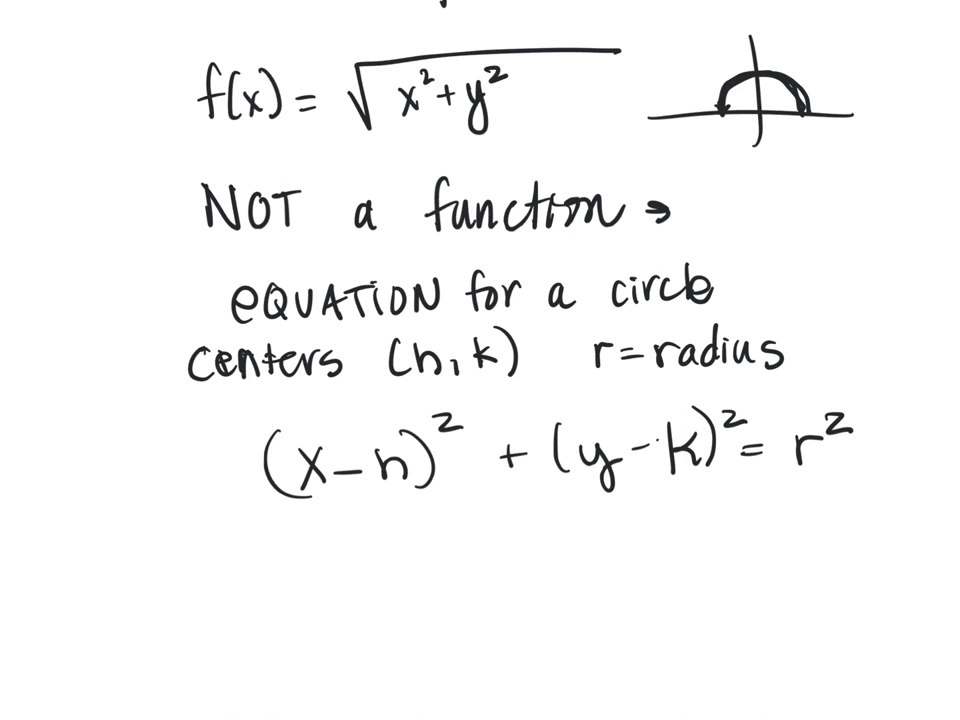 f(x) = √(x² + y²)
NOT a function →
eQUATION for a circle
centers (h, k) r = radius
(x – h)² + (y – k)² = r²